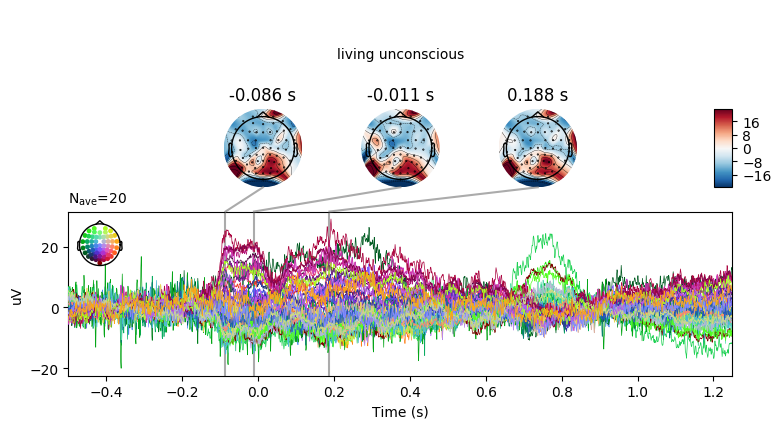 living unconscious
-0.086 s -0.011 s 0.188 s
16
8
0
−8
−16
Nave=20
20
0
−20
uV
−0.4 −0.2 0.0 0.2 0.4 0.6 0.8 1.0 1.2
Time (s)